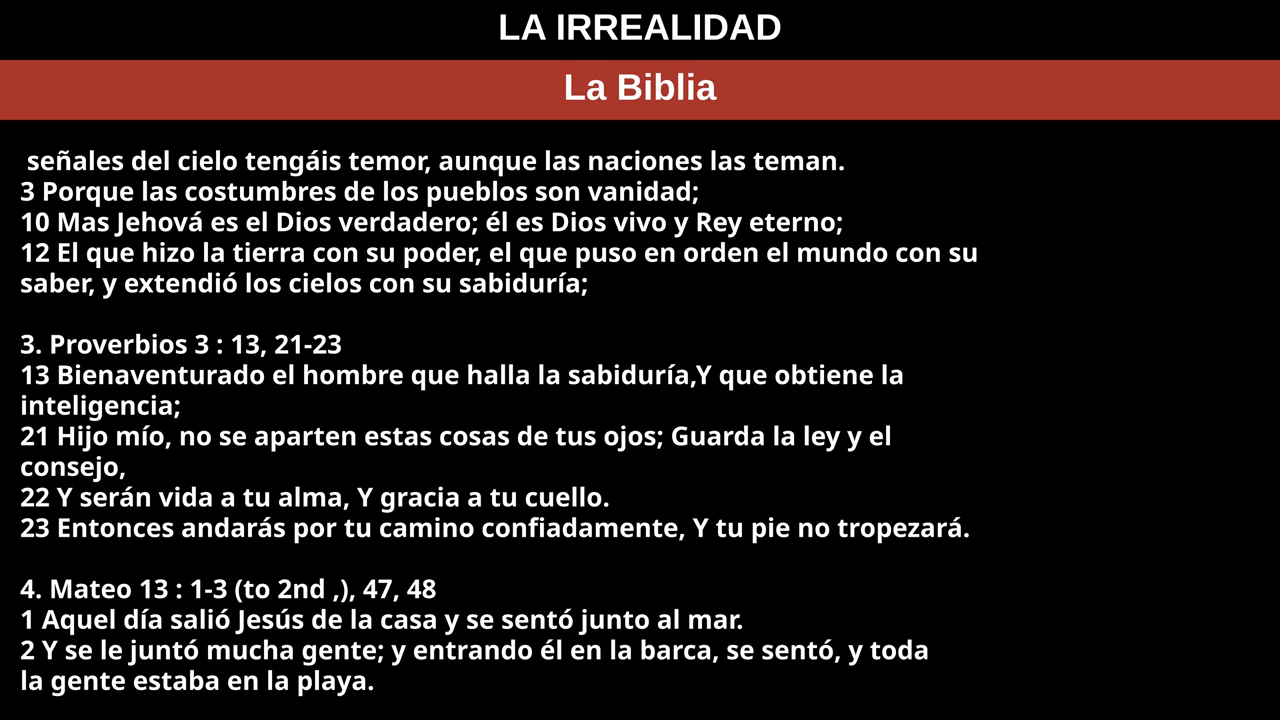 LA IRREALIDAD
La Biblia
señales del cielo tengáis temor, aunque las naciones las teman.
3 Porque las costumbres de los pueblos son vanidad;
10 Mas Jehová es el Dios verdadero; él es Dios vivo y Rey eterno;
12 El que hizo la tierra con su poder, el que puso en orden el mundo con su
saber, y extendió los cielos con su sabiduría;
3. Proverbios 3 : 13, 21-23
13 Bienaventurado el hombre que halla la sabiduría,Y que obtiene la
inteligencia;
21 Hijo mío, no se aparten estas cosas de tus ojos; Guarda la ley y el
consejo,
22 Y serán vida a tu alma, Y gracia a tu cuello.
23 Entonces andarás por tu camino confiadamente, Y tu pie no tropezará.
4. Mateo 13 : 1-3 (to 2nd ,), 47, 48
1 Aquel día salió Jesús de la casa y se sentó junto al mar.
2 Y se le juntó mucha gente; y entrando él en la barca, se sentó, y toda
la gente estaba en la playa.